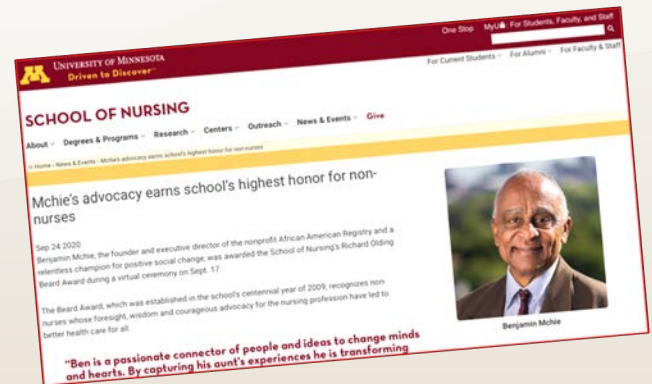 UNIVERSITY OF MINNESOTA
Driven to Discover
One Stop MyU: For Students, Faculty, and Staff
For Current Students For Alumni For Faculty & Staff
SCHOOL OF NURSING
About Degrees & Programs Research Centers Outreach News & Events Give
Home › News & Events › Mchie's advocacy earns school's highest honor for non-nurses
Mchie's advocacy earns school's highest honor for non-
nurses
Sep 24 2020
Benjamin Mchie, the founder and executive director of the nonprofit African American Registry and a
relentless champion for positive social change, was awarded the School of Nursing's Richard Olding
Beard Award during a virtual ceremony on Sept. 17.
The Beard Award, which was established in the school's centennial year of 2009, recognizes non-
nurses whose foresight, wisdom and courageous advocacy for the nursing profession have led to
better health care for all.
Benjamin Mchie
"Ben is a passionate connector of people and ideas to change minds
and hearts. By capturing his aunt's experiences he is transforming